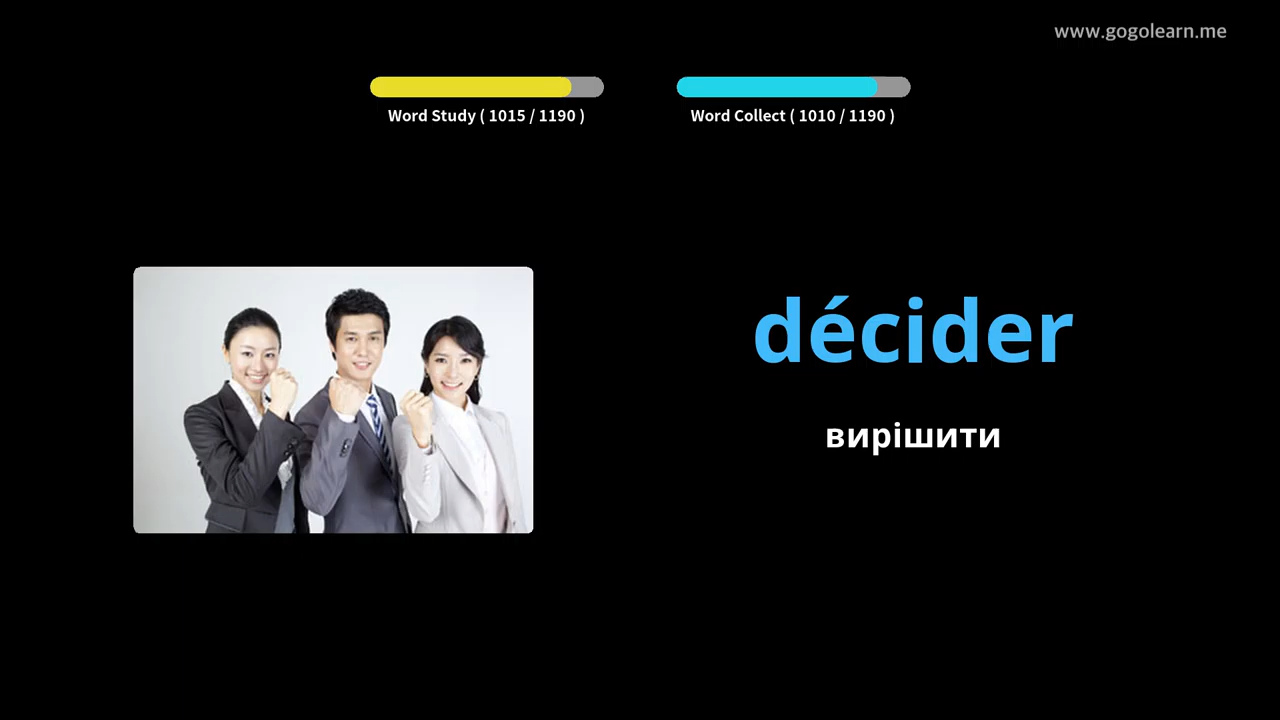 www.gogolearn.me
Word Study ( 1015 / 1190 )
Word Collect ( 1010 / 1190 )
décider
вирішити